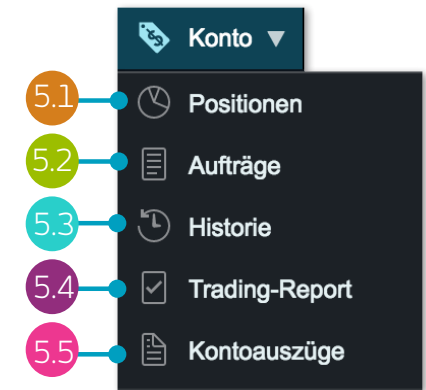 Konto ▼
5.1 Positionen
5.2 Aufträge
5.3 Historie
5.4 Trading-Report
5.5 Kontoauszüge